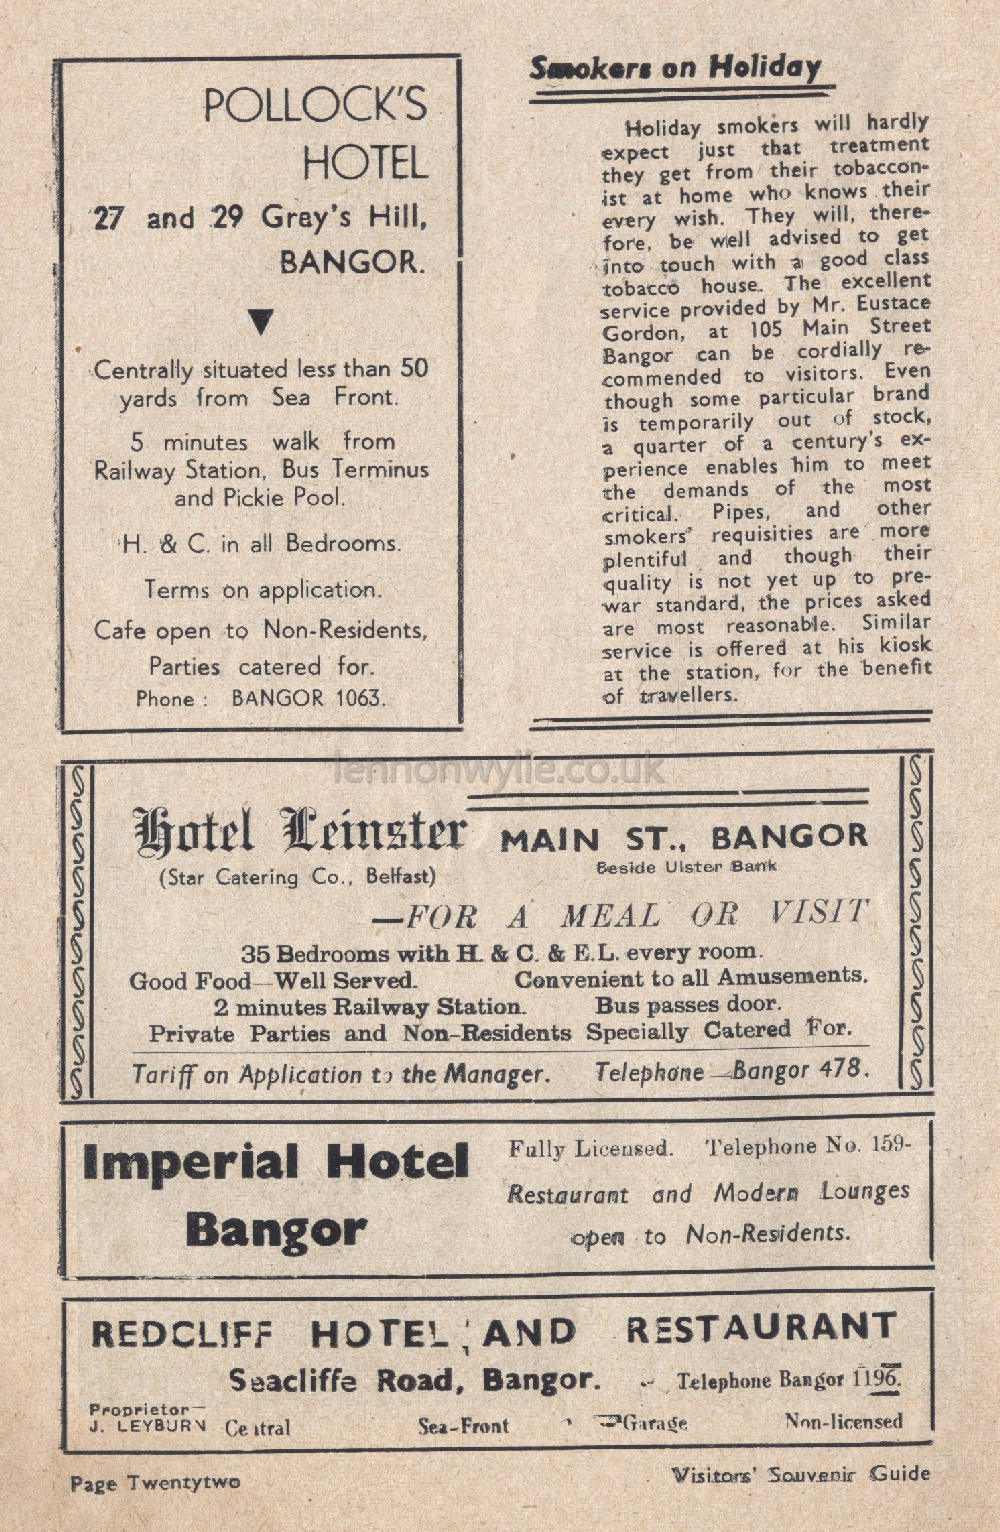 POLLOCK'S
HOTEL
27 and 29 Gray's Hill,
BANGOR.
Centrally situated less than 50
yards from Sea Front.
5 minutes walk from
Railway Station, Bus Terminus
and Pickie Pool.
H. & C. in all Bedrooms.
Terms on application.
Cafe open to Non-Residents,
Parties catered for.
Phone : BANGOR 1063.
Smokers on Holiday
Holiday smokers will hardly
expect just that treatment
they get from their tobaccon-
ist at home who knows their
every wish. They will, there-
fore, be well advised to get
into touch with a good class
tobacco house. The excellent
service provided by Mr. Eustace
Gordon, at 105 Main Street
Bangor can be cordially re-
commended to visitors. Even
though some particular brand
is temporarily out of stock,
a quarter of a century's ex-
perience enables him to meet
the demands of the most
critical. Pipes, and other
smokers' requisities are more
plentiful and though their
quality is not yet up to pre-
war standard, the prices asked
are most reasonable. Similar
service is offered at his kiosk
at the station, for the benefit
of travellers.
lennonwylie.co.uk
Hotel Leinster MAIN ST., BANGOR
(Star Catering Co., Belfast) Beside Ulster Bank
—FOR A MEAL OR VISIT
35 Bedrooms with H. & C. & E.L. every room.
Good Food—Well Served. Convenient to all Amusements.
2 minutes Railway Station. Bus passes door.
Private Parties and Non-Residents Specially Catered For.
Tariff on Application to the Manager. Telephone—Bangor 478.
Imperial Hotel
Bangor
Fully Licensed. Telephone No. 159-
Restaurant and Modern Lounges
open to Non-Residents.
REDCLIFF HOTEL AND RESTAURANT
Seacliffe Road, Bangor. Telephone Bangor 1196.
Proprietor—
J. LEYBURN Central Sea-Front Garage Non-licensed
Page Twentytwo Visitors' Souvenir Guide